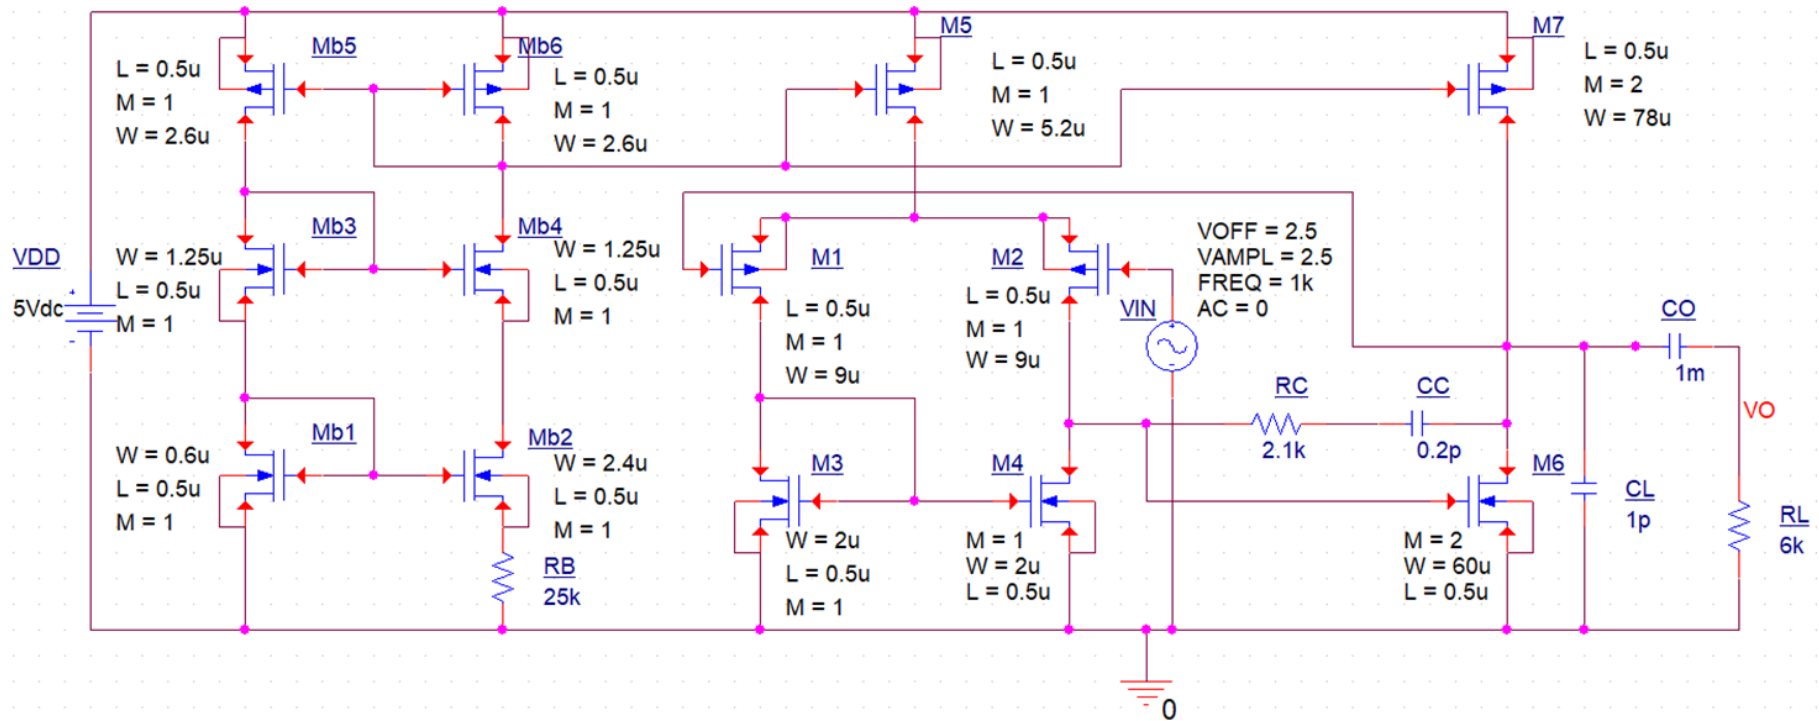 Mb5
L = 0.5u
M = 1
W = 2.6u
Mb6
L = 0.5u
M = 1
W = 2.6u
M5
L = 0.5u
M = 1
W = 5.2u
M7
L = 0.5u
M = 2
W = 78u
VDD
5Vdc
+
-
Mb3
W = 1.25u
L = 0.5u
M = 1
Mb4
W = 1.25u
L = 0.5u
M = 1
M1
L = 0.5u
M = 1
W = 9u
M2
L = 0.5u
M = 1
W = 9u
VOFF = 2.5
VAMPL = 2.5
FREQ = 1k
AC = 0
VIN
+
-
CO
1m
RC
2.1k
CC
0.2p
VO
Mb1
W = 0.6u
L = 0.5u
M = 1
Mb2
W = 2.4u
L = 0.5u
M = 1
RB
25k
M3
W = 2u
L = 0.5u
M = 1
M4
M = 1
W = 2u
L = 0.5u
M6
M = 2
W = 60u
L = 0.5u
CL
1p
RL
6k
0